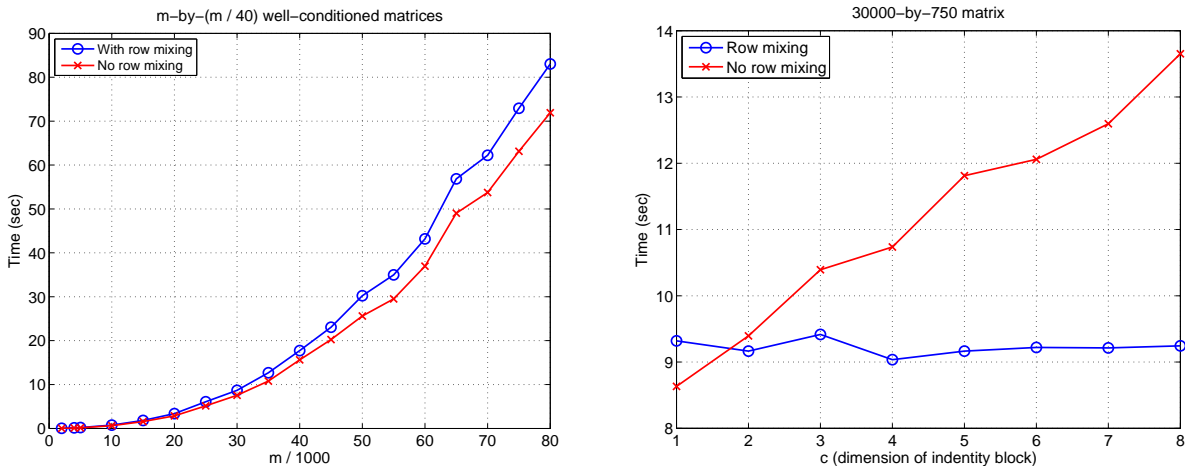 m−by−(m / 40) well−conditioned matrices
90
80
70
60
50
40
30
20
10
0
Time (sec)
With row mixing
No row mixing
0 10 20 30 40 50 60 70 80
m / 1000
30000−by−750 matrix
14
13
12
11
10
9
8
Time (sec)
Row mixing
No row mixing
1 2 3 4 5 6 7 8
c (dimension of indentity block)